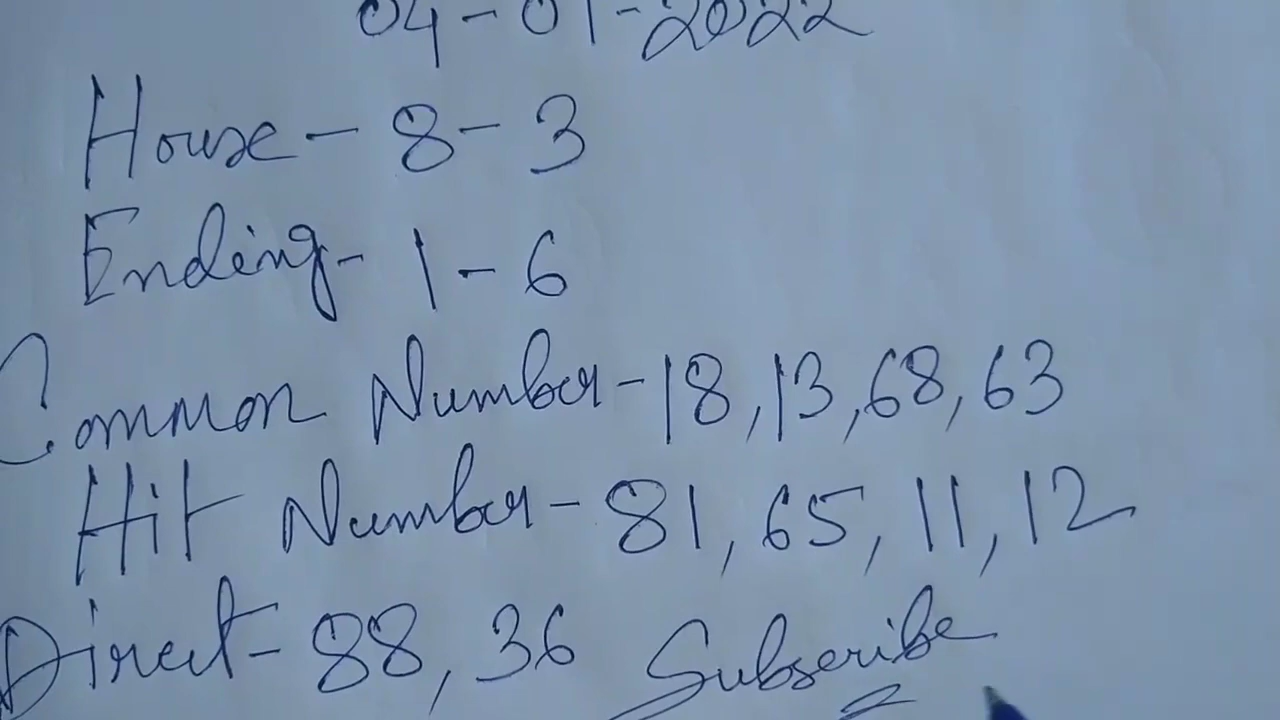 04-01-2022
House- 8-3
Ending- 1-6
Common Number-18,13,68,63
Hit Number-81,65,11,12
Direct-88,36 Subscribe